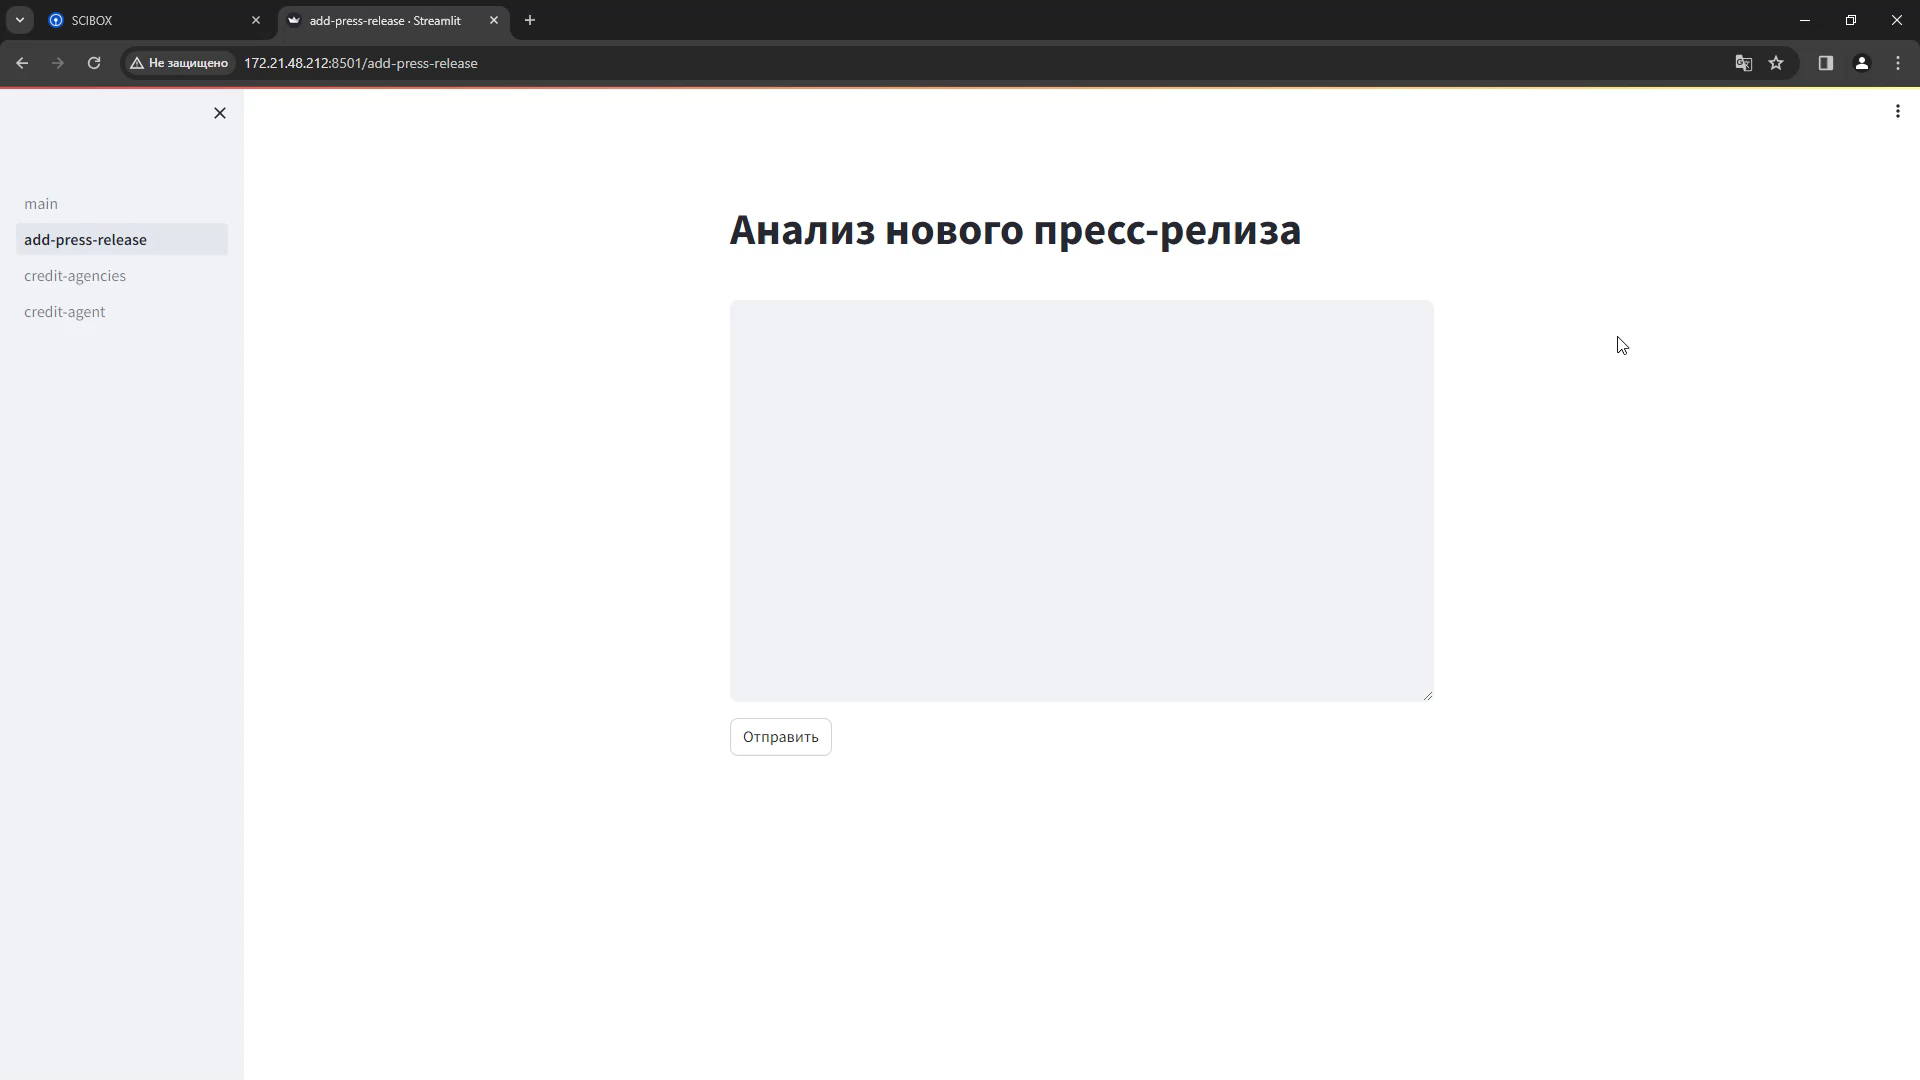 SCIBOX
add-press-release · Streamlit
Не защищено
172.21.48.212:8501/add-press-release
main
add-press-release
credit-agencies
credit-agent
Анализ нового пресс-релиза
Отправить